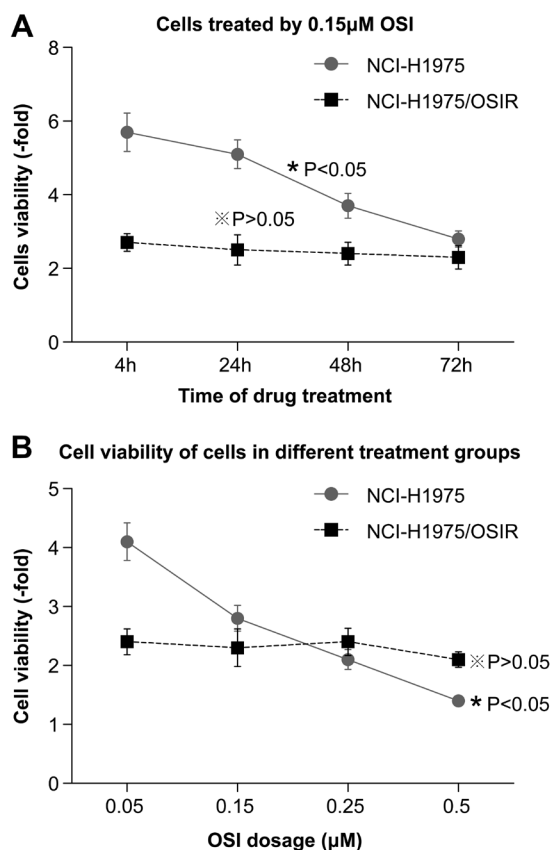 A
Cells treated by 0.15μM OSI
NCI-H1975
NCI-H1975/OSIR
Cells viability (-fold)
8
6
4
2
0
* P<0.05
※P>0.05
4h 24h 48h 72h
Time of drug treatment
B
Cell viability of cells in different treatment groups
NCI-H1975
NCI-H1975/OSIR
Cell viability (-fold)
5
4
3
2
1
0
※P>0.05
* P<0.05
0.05 0.15 0.25 0.5
OSI dosage (μM)